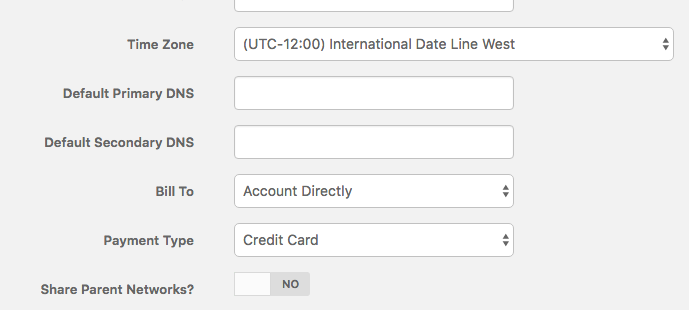 Time Zone (UTC-12:00) International Date Line West
Default Primary DNS
Default Secondary DNS
Bill To Account Directly
Payment Type Credit Card
Share Parent Networks? NO